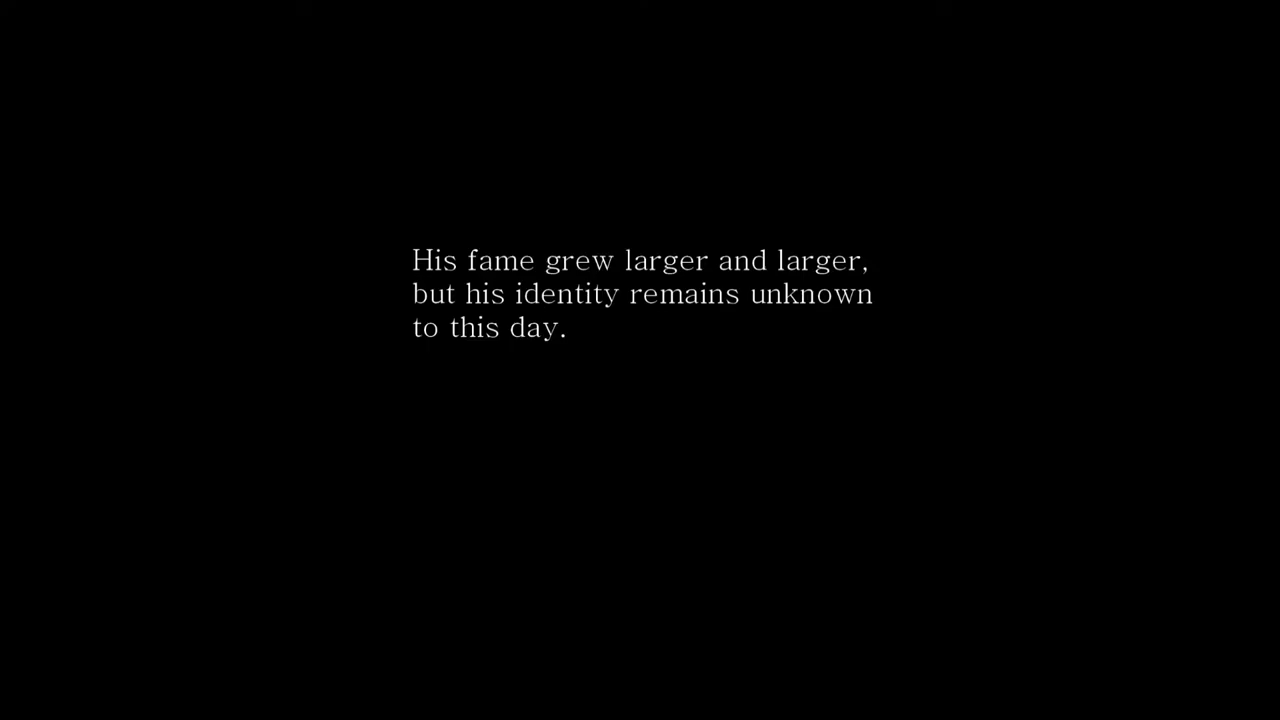 His fame grew larger and larger,
but his identity remains unknown
to this day.